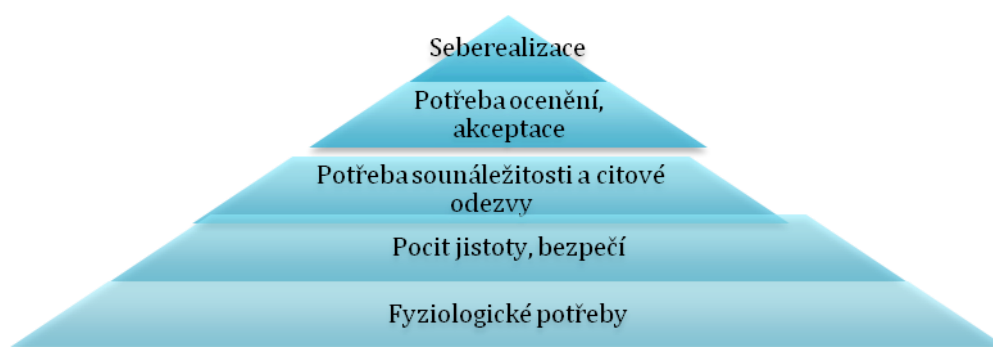 Seberealizace
Potřeba ocenění,
akceptace
Potřeba sounáležitosti a citové
odezvy
Pocit jistoty, bezpečí
Fyziologické potřeby